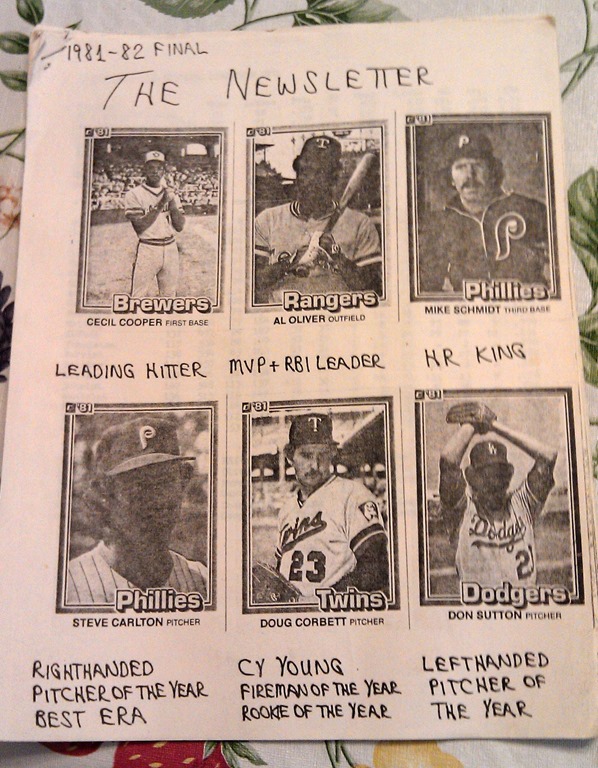 1981-82 FINAL
THE NEWSLETTER
'81 '81 '81
P T P
Brewers Rangers Phillies
CECIL COOPER FIRST BASE AL OLIVER OUTFIELD MIKE SCHMIDT THIRD BASE
LEADING HITTER MVP + RBI LEADER HR KING
'81 '81 '81
P T
Twins Dodgers
23 2
Phillies Twins Dodgers
STEVE CARLTON PITCHER DOUG CORBETT PITCHER DON SUTTON PITCHER
RIGHTHANDED CY YOUNG LEFTHANDED
PITCHER OF THE YEAR FIREMAN OF THE YEAR PITCHER OF
BEST ERA ROOKIE OF THE YEAR THE YEAR